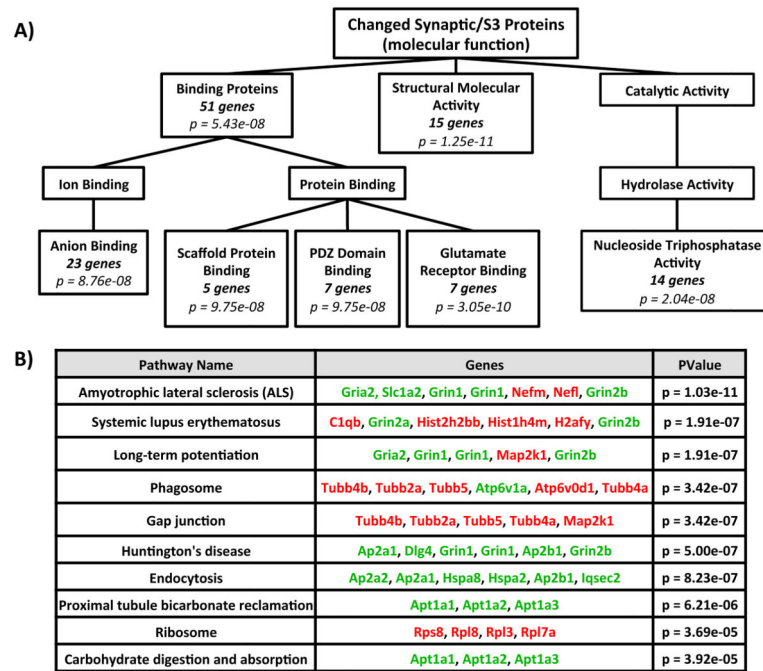 A)
Changed Synaptic/S3 Proteins
(molecular function)
Binding Proteins
51 genes
p = 5.43e-08
Structural Molecular
Activity
15 genes
p = 1.25e-11
Catalytic Activity
Ion Binding
Protein Binding
Hydrolase Activity
Anion Binding
23 genes
p = 8.76e-08
Scaffold Protein
Binding
5 genes
p = 9.75e-08
PDZ Domain
Binding
7 genes
p = 9.75e-08
Glutamate
Receptor Binding
7 genes
p = 3.05e-10
Nucleoside Triphosphatase
Activity
14 genes
p = 2.04e-08
B)
Pathway Name Genes PValue
Amyotrophic lateral sclerosis (ALS) Gria2, Slc1a2, Grin1, Grin1, Nefm, Nefl, Grin2b p = 1.03e-11
Systemic lupus erythematosus C1qb, Grin2a, Hist2h2bb, Hist1h4m, H2afy, Grin2b p = 1.91e-07
Long-term potentiation Gria2, Grin1, Grin1, Map2k1, Grin2b p = 1.91e-07
Phagosome Tubb4b, Tubb2a, Tubb5, Atp6v1a, Atp6v0d1, Tubb4a p = 3.42e-07
Gap junction Tubb4b, Tubb2a, Tubb5, Tubb4a, Map2k1 p = 3.42e-07
Huntington's disease Ap2a1, Dlg4, Grin1, Grin1, Ap2b1, Grin2b p = 5.00e-07
Endocytosis Ap2a2, Ap2a1, Hspa8, Hspa2, Ap2b1, Iqsec2 p = 8.23e-07
Proximal tubule bicarbonate reclamation Apt1a1, Apt1a2, Apt1a3 p = 6.21e-06
Ribosome Rps8, Rpl8, Rpl3, Rpl7a p = 3.69e-05
Carbohydrate digestion and absorption Apt1a1, Apt1a2, Apt1a3 p = 3.92e-05